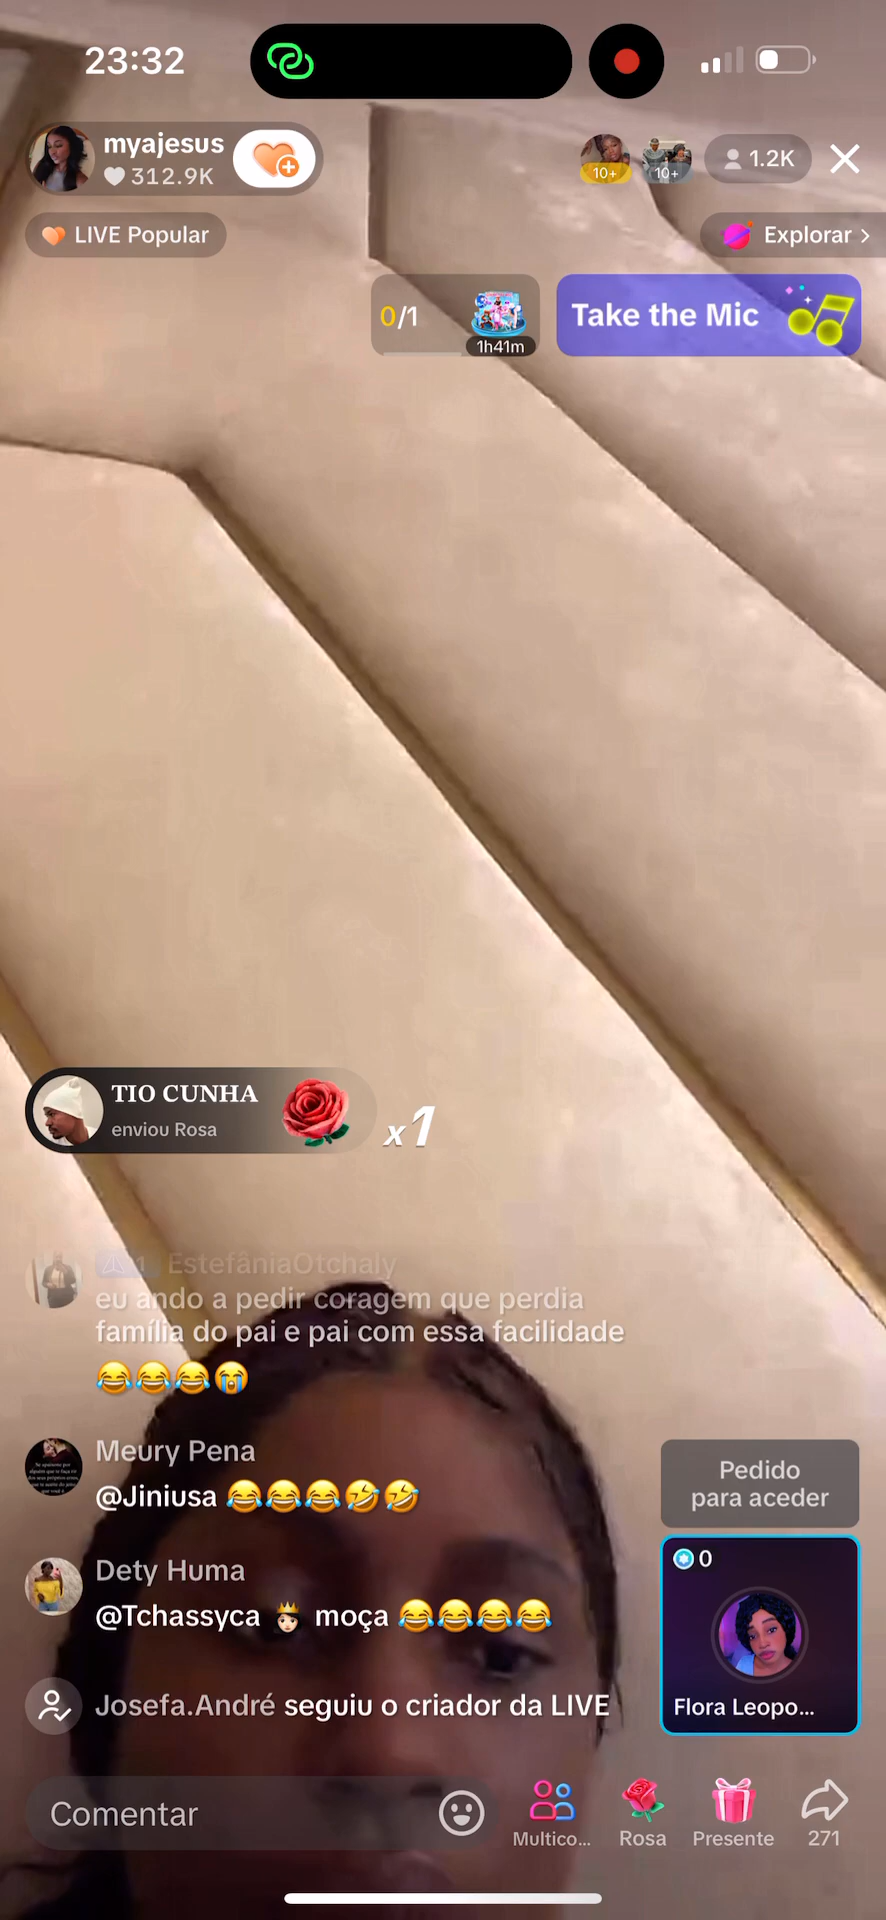 23:32
myajesus
312.9K
10+
10+
1.2K
LIVE Popular
Explorar
0/1
1h41m
Take the Mic
TIO CUNHA
enviou Rosa
x1
1 EstefâniaOtchaly
eu ando a pedir coragem que perdia
família do pai e pai com essa facilidade
😂😂😂😭
Meury Pena
@Jiniusa 😂😂😂🤣🤣
Dety Huma
@Tchassyca 👸🏻 moça 😂😂😂😂
Josefa.André seguiu o criador da LIVE
Pedido
para aceder
0
Flora Leopo...
Comentar
Multico...
Rosa
Presente
271